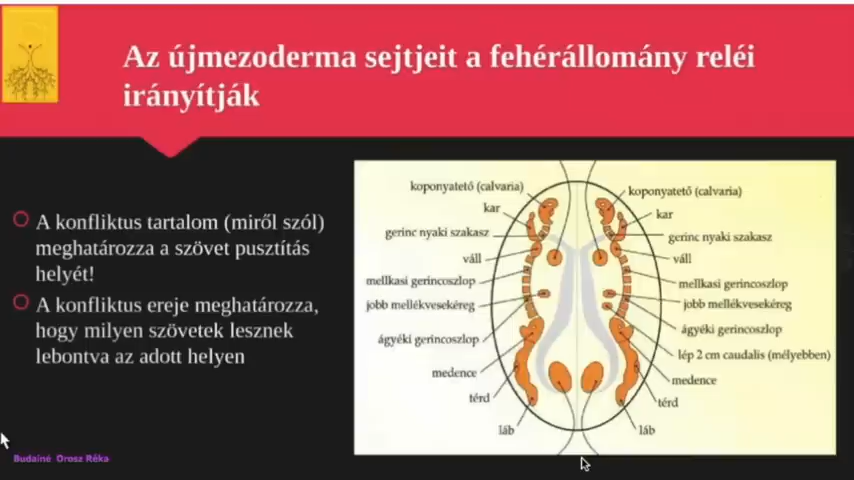 Az újmezoderma sejtjeit a fehérállomány reléi
irányítják
A konfliktus tartalom (miről szól)
meghatározza a szövet pusztítás
helyét!
A konfliktus ereje meghatározza,
hogy milyen szövetek lesznek
lebontva az adott helyen
koponyatető (calvaria)
kar
gerinc nyaki szakasz
váll
mellkasi gerincoszlop
jobb mellékvesekéreg
ágyéki gerincoszlop
medence
térd
láb
koponyatető (calvaria)
kar
gerinc nyaki szakasz
váll
mellkasi gerincoszlop
jobb mellékvesekéreg
ágyéki gerincoszlop
lép 2 cm caudalis (mélyebben)
medence
térd
láb
Budainé Orosz Réka